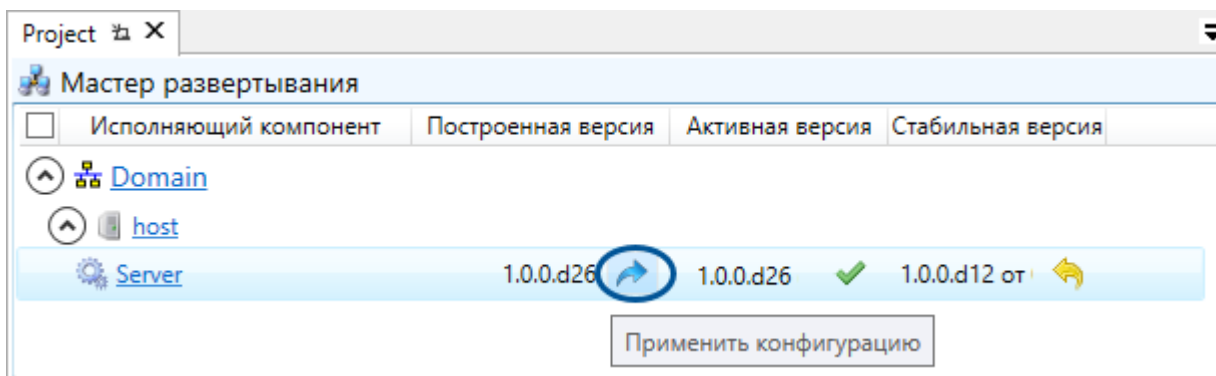 Project
Мастер развертывания
Исполняющий компонент Построенная версия Активная версия Стабильная версия
Domain
host
Server 1.0.0.d26 1.0.0.d26 1.0.0.d12 от
Применить конфигурацию